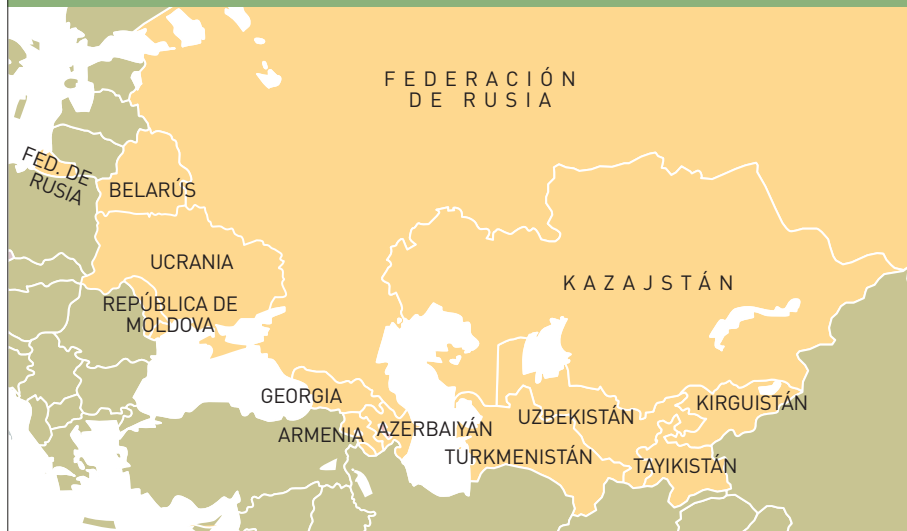 FEDERACIÓN
DE RUSIA
FED. DE
RUSIA
BELARÚS
UCRANIA
KAZAJSTÁN
REPÚBLICA DE
MOLDOVA
GEORGIA
KIRGUISTÁN
UZBEKISTÁN
ARMENIA
AZERBAIYÁN
TURKMENISTÁN
TAYIKISTÁN